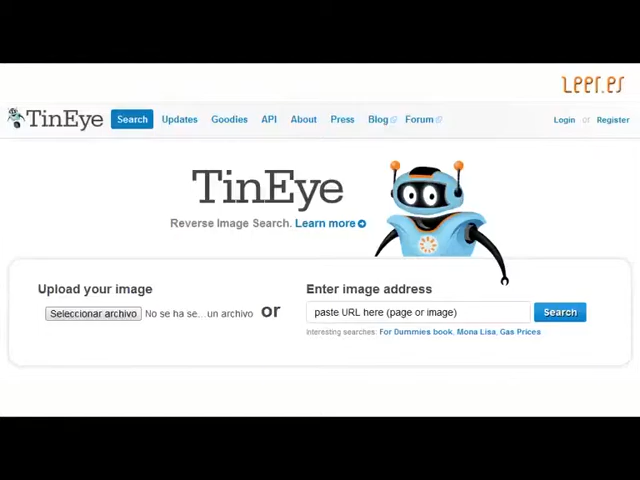 Leer.es
TinEye Search Updates Goodies API About Press Blog Forum Login or Register
TinEye
Reverse Image Search. Learn more
Upload your image
Enter image address
Seleccionar archivo No se ha se...un archivo or paste URL here (page or image) Search
Interesting searches: For Dummies book, Mona Lisa, Gas Prices